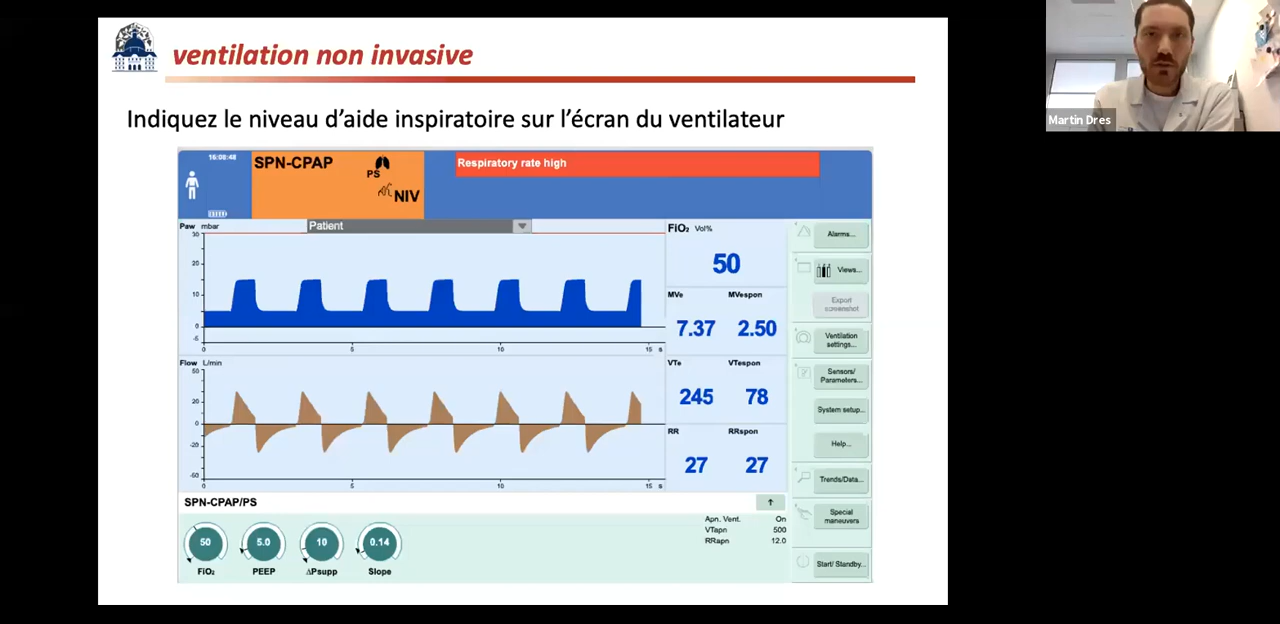 ventilation non invasive
Martin Dres
Indiquez le niveau d’aide inspiratoire sur l’écran du ventilateur
16:08:48
SPN-CPAP
PS
NIV
Respiratory rate high
Paw mbar
Patient
30
20
10
0
-5
0 5 10 15 s
Flow L/min
50
20
0
-20
-50
0 5 10 15 s
FiO₂ Vol%
50
MVe MVespon
7.37 2.50
VTe VTespon
245 78
RR RRspon
27 27
Alarms...
Views...
Export
screenshot
Ventilation
settings...
Sensors/
Parameters...
System setup...
Help...
Trends/Data...
Special
maneuvers
Start/ Standby...
SPN-CPAP/PS
Apn. Vent. On
VTapn 500
RRapn 12.0
50 5.0 10 0.14
FiO₂ PEEP ΔPsupp Slope